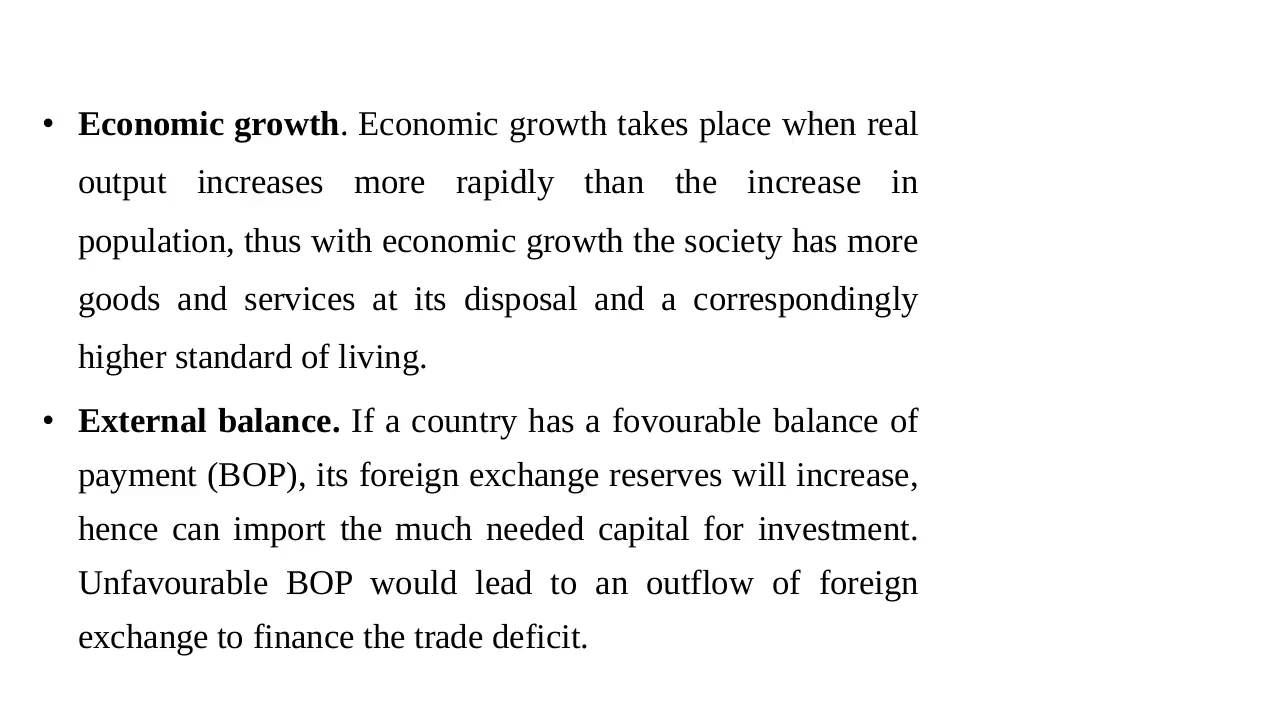 • Economic growth. Economic growth takes place when real
output increases more rapidly than the increase in
population, thus with economic growth the society has more
goods and services at its disposal and a correspondingly
higher standard of living.
• External balance. If a country has a fovourable balance of
payment (BOP), its foreign exchange reserves will increase,
hence can import the much needed capital for investment.
Unfavourable BOP would lead to an outflow of foreign
exchange to finance the trade deficit.